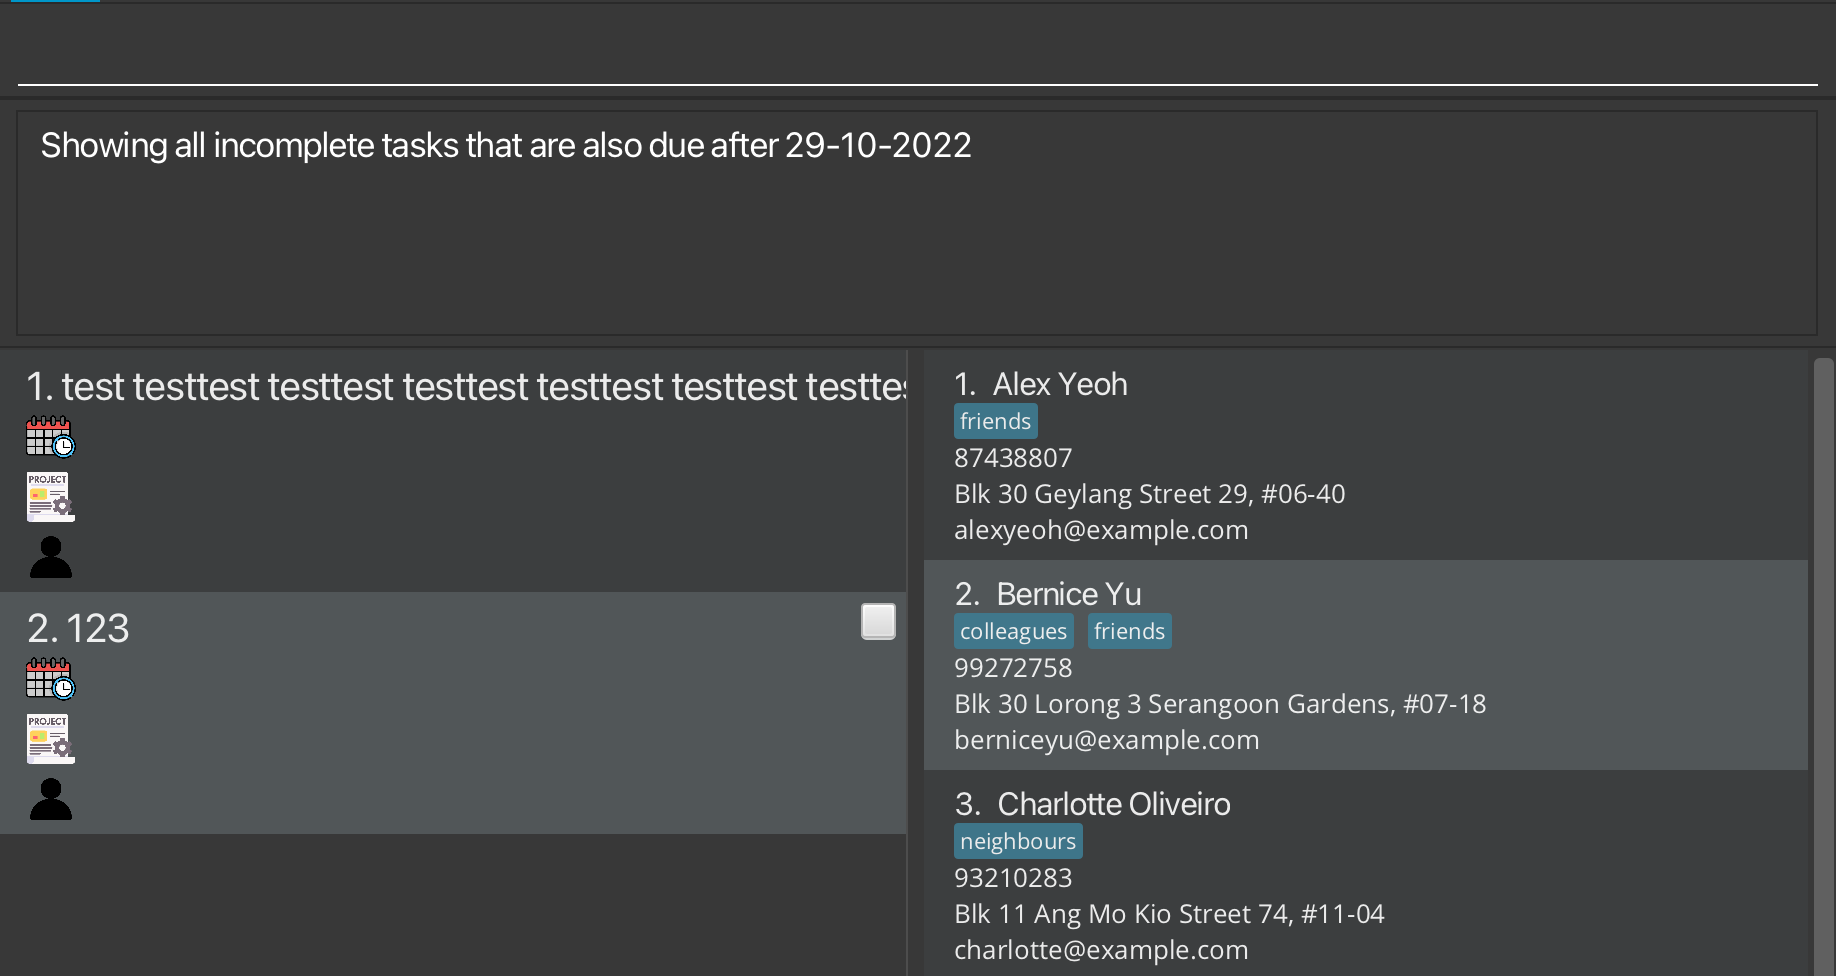 Showing all incomplete tasks that are also due after 29-10-2022
1. test testtest testtest testtest testtest testtest
PROJECT
2. 123
PROJECT
1. Alex Yeoh
friends
87438807
Blk 30 Geylang Street 29, #06-40
alexyeoh@example.com
2. Bernice Yu
colleagues friends
99272758
Blk 30 Lorong 3 Serangoon Gardens, #07-18
berniceyu@example.com
3. Charlotte Oliveiro
neighbours
93210283
Blk 11 Ang Mo Kio Street 74, #11-04
charlotte@example.com